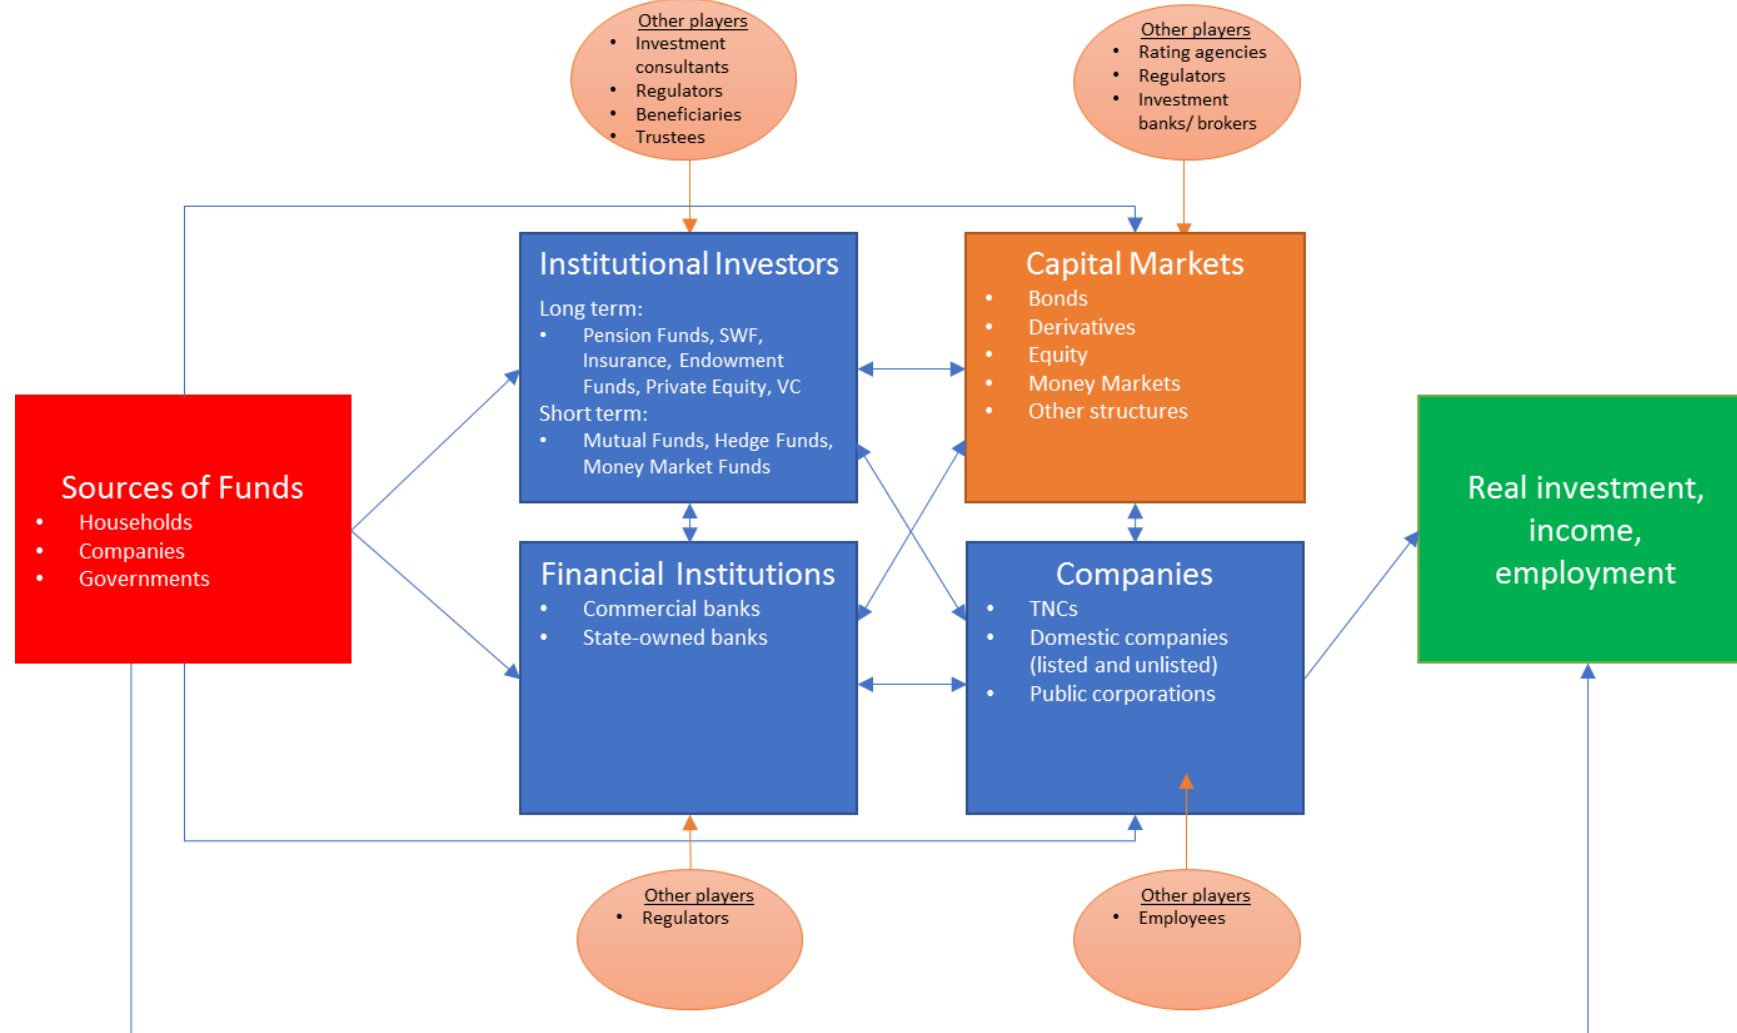 Other players
• Investment
consultants
• Regulators
• Beneficiaries
• Trustees
Other players
• Rating agencies
• Regulators
• Investment
banks/ brokers
Institutional Investors
Long term:
• Pension Funds, SWF,
Insurance, Endowment
Funds, Private Equity, VC
Short term:
• Mutual Funds, Hedge Funds,
Money Market Funds
Capital Markets
• Bonds
• Derivatives
• Equity
• Money Markets
• Other structures
Sources of Funds
• Households
• Companies
• Governments
Real investment,
income,
employment
Financial Institutions
• Commercial banks
• State-owned banks
Companies
• TNCs
• Domestic companies
(listed and unlisted)
• Public corporations
Other players
• Regulators
Other players
• Employees